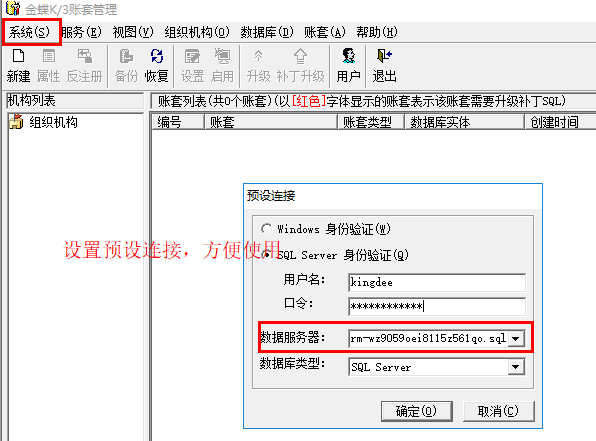 金蝶K/3账套管理
系统(S) 服务(E) 视图(V) 组织机构(O) 数据库(D) 账套(A) 帮助(H)
新建 属性 反注册 备份 恢复 设置 启用 升级 补丁升级 用户 退出
机构列表
账套列表(共0个账套)(以[红色]字体显示的账套表示该账套需要升级补丁SQL)
组织机构
编号 账套 账套类型 数据库实体 创建时间
预设连接
Windows 身份验证(W)
设置预设连接，方便使用
SQL Server 身份验证(Q)
用户名： kingdee
口令： ************
数据服务器： rm-wz9059oei8115z561qo.sql
数据库类型： SQL Server
确定(O) 取消(C)